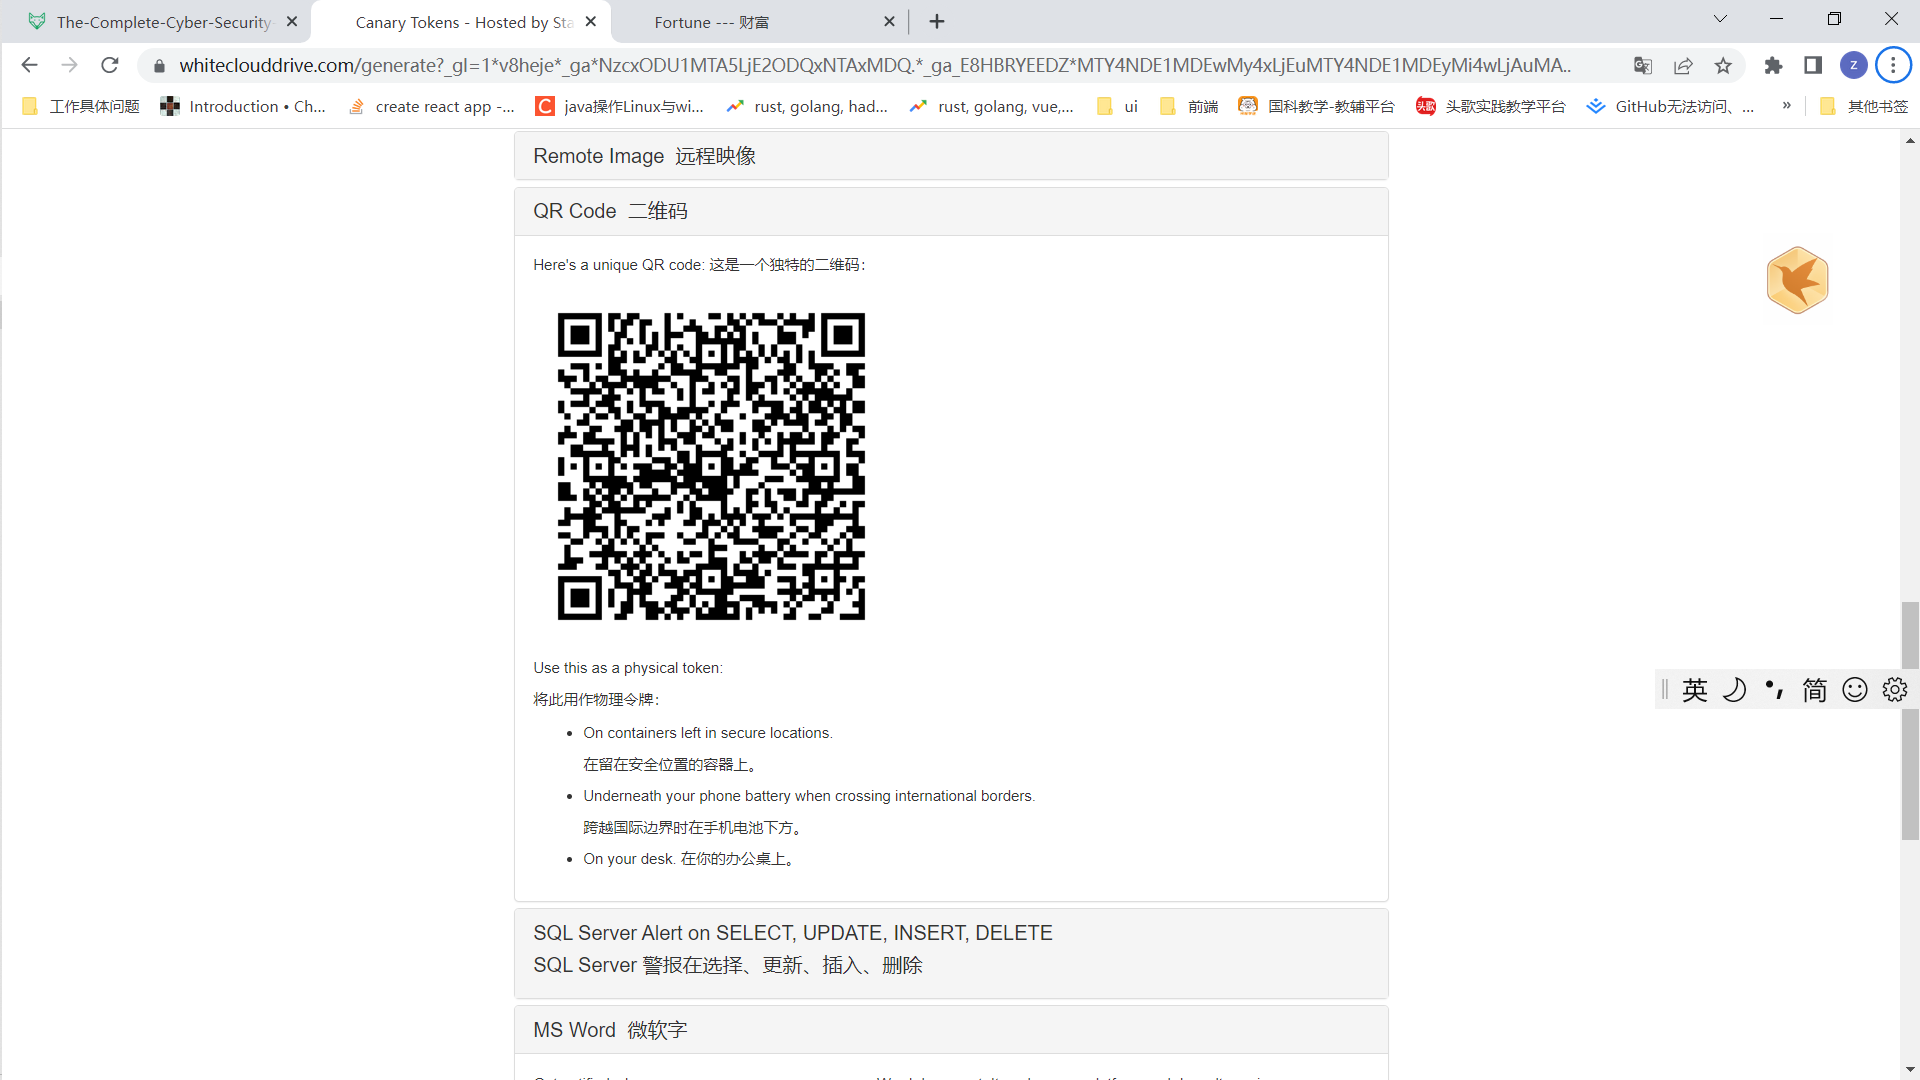 The-Complete-Cyber-Security-
Canary Tokens - Hosted by Sta
Fortune --- 财富
whiteclouddrive.com/generate?_gl=1*v8heje*_ga*NzcxODU1MTA5LjE2ODQxNTAxMDQ.*_ga_E8HBRYEEDZ*MTY4NDE1MDEwMy4xLjEuMTY4NDE1MDEyMi4wLjAuMA..
Z
工作具体问题
Introduction • Ch...
create react app -...
C
java操作Linux与wi...
rust, golang, had...
rust, golang, vue,...
ui
前端
国科教学-教辅平台
头歌
头歌实践教学平台
GitHub无法访问、...
»
其他书签
Remote Image 远程映像
QR Code 二维码
Here's a unique QR code: 这是一个独特的二维码：
Use this as a physical token:
将此用作物理令牌：
• On containers left in secure locations.
在留在安全位置的容器上。
• Underneath your phone battery when crossing international borders.
跨越国际边界时在手机电池下方。
• On your desk. 在你的办公桌上。
英 简
SQL Server Alert on SELECT, UPDATE, INSERT, DELETE
SQL Server 警报在选择、更新、插入、删除
MS Word 微软字